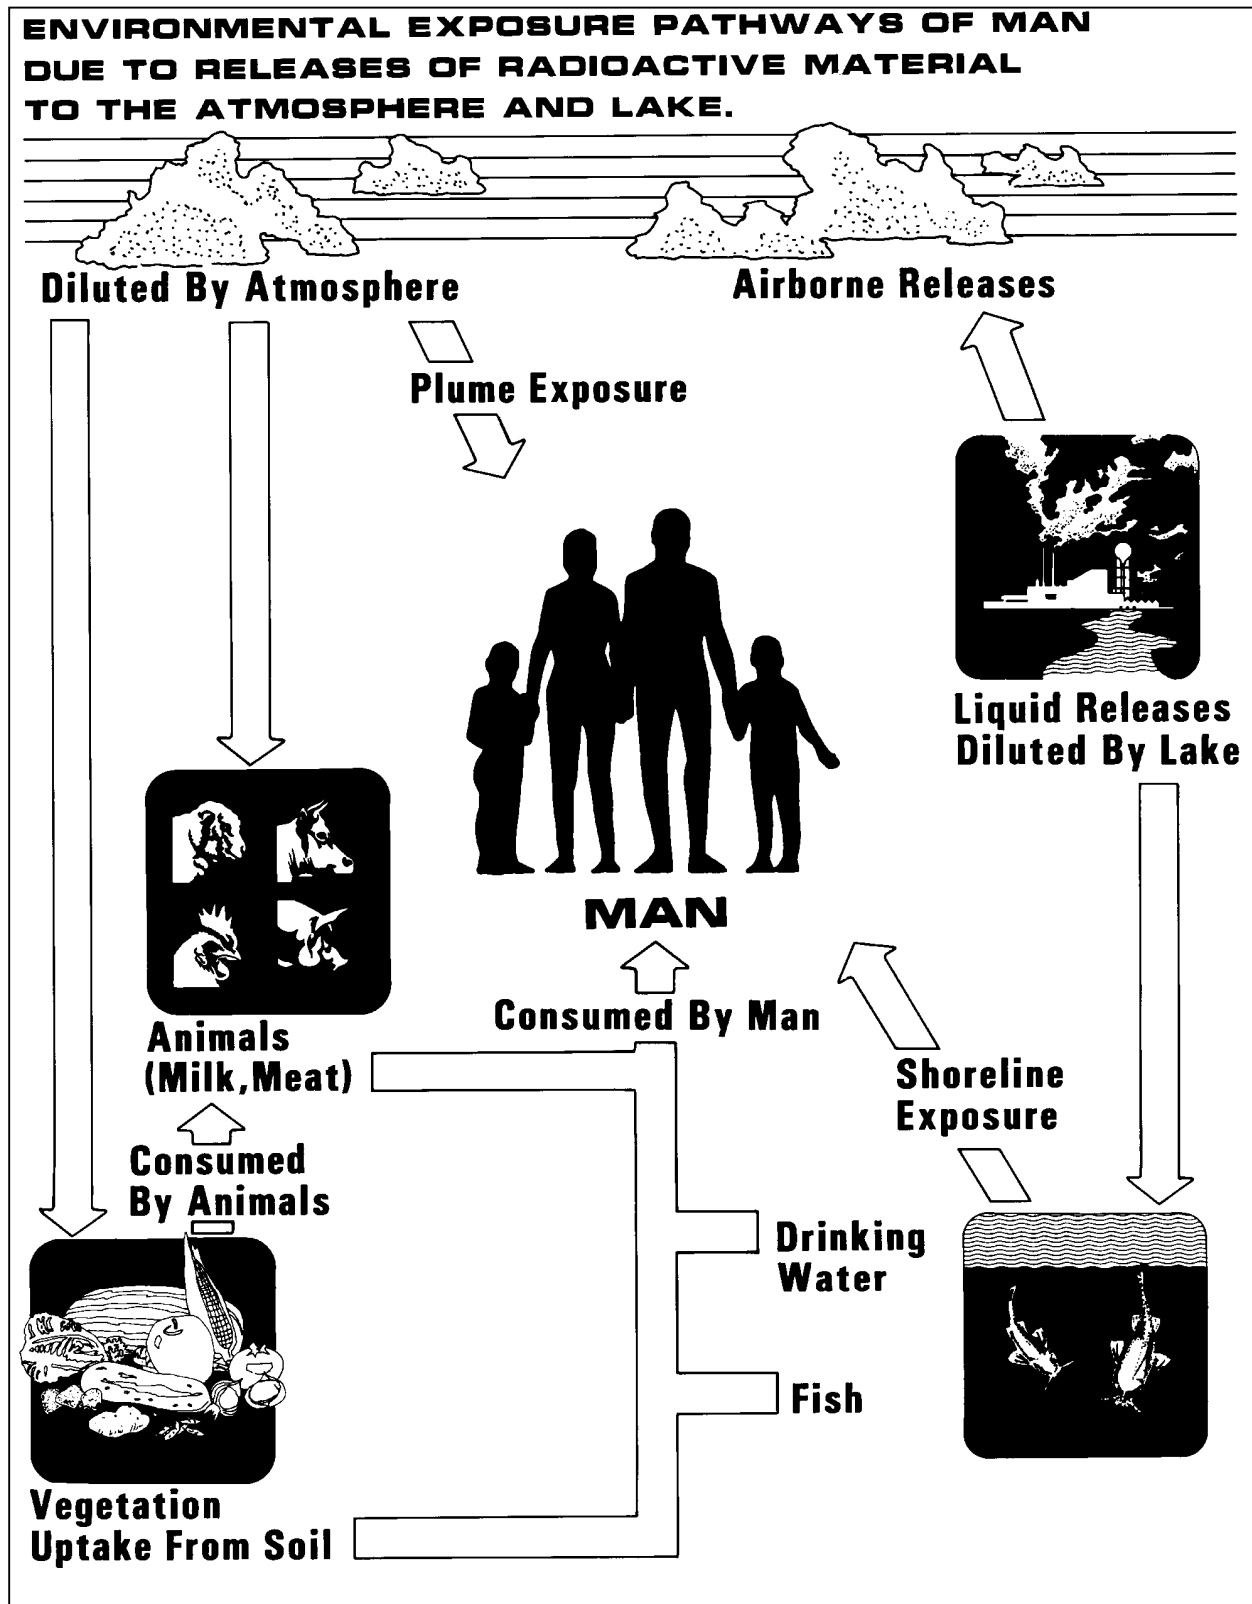 ENVIRONMENTAL EXPOSURE PATHWAYS OF MAN
DUE TO RELEASES OF RADIOACTIVE MATERIAL
TO THE ATMOSPHERE AND LAKE.
Diluted By Atmosphere
Airborne Releases
Plume Exposure
Liquid Releases
Diluted By Lake
MAN
Consumed By Man
Animals
(Milk, Meat)
Shoreline
Exposure
Consumed
By Animals
Drinking
Water
Fish
Vegetation
Uptake From Soil